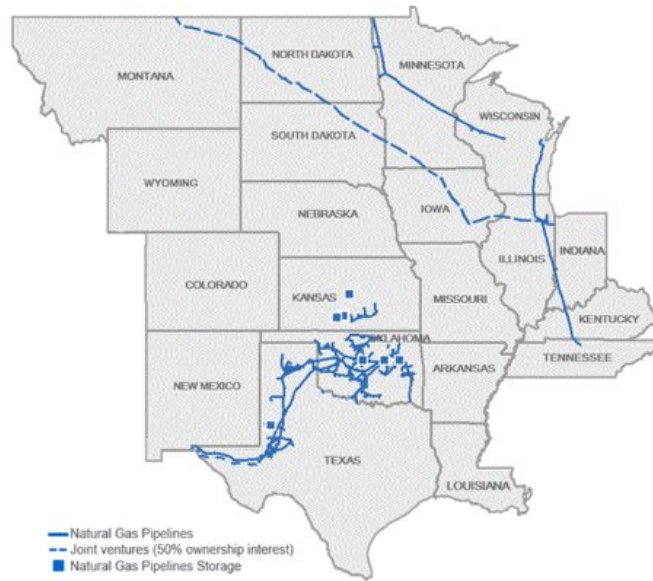 NORTH DAKOTA
MINNESOTA
MONTANA
WISCONSIN
SOUTH DAKOTA
WYOMING
IOWA
NEBRASKA
INDIANA
ILLINOIS
COLORADO
KANSAS
MISSOURI
KENTUCKY
OKLAHOMA
TENNESSEE
ARKANSAS
NEW MEXICO
TEXAS
LOUISIANA
Natural Gas Pipelines
Joint ventures (50% ownership interest)
Natural Gas Pipelines Storage